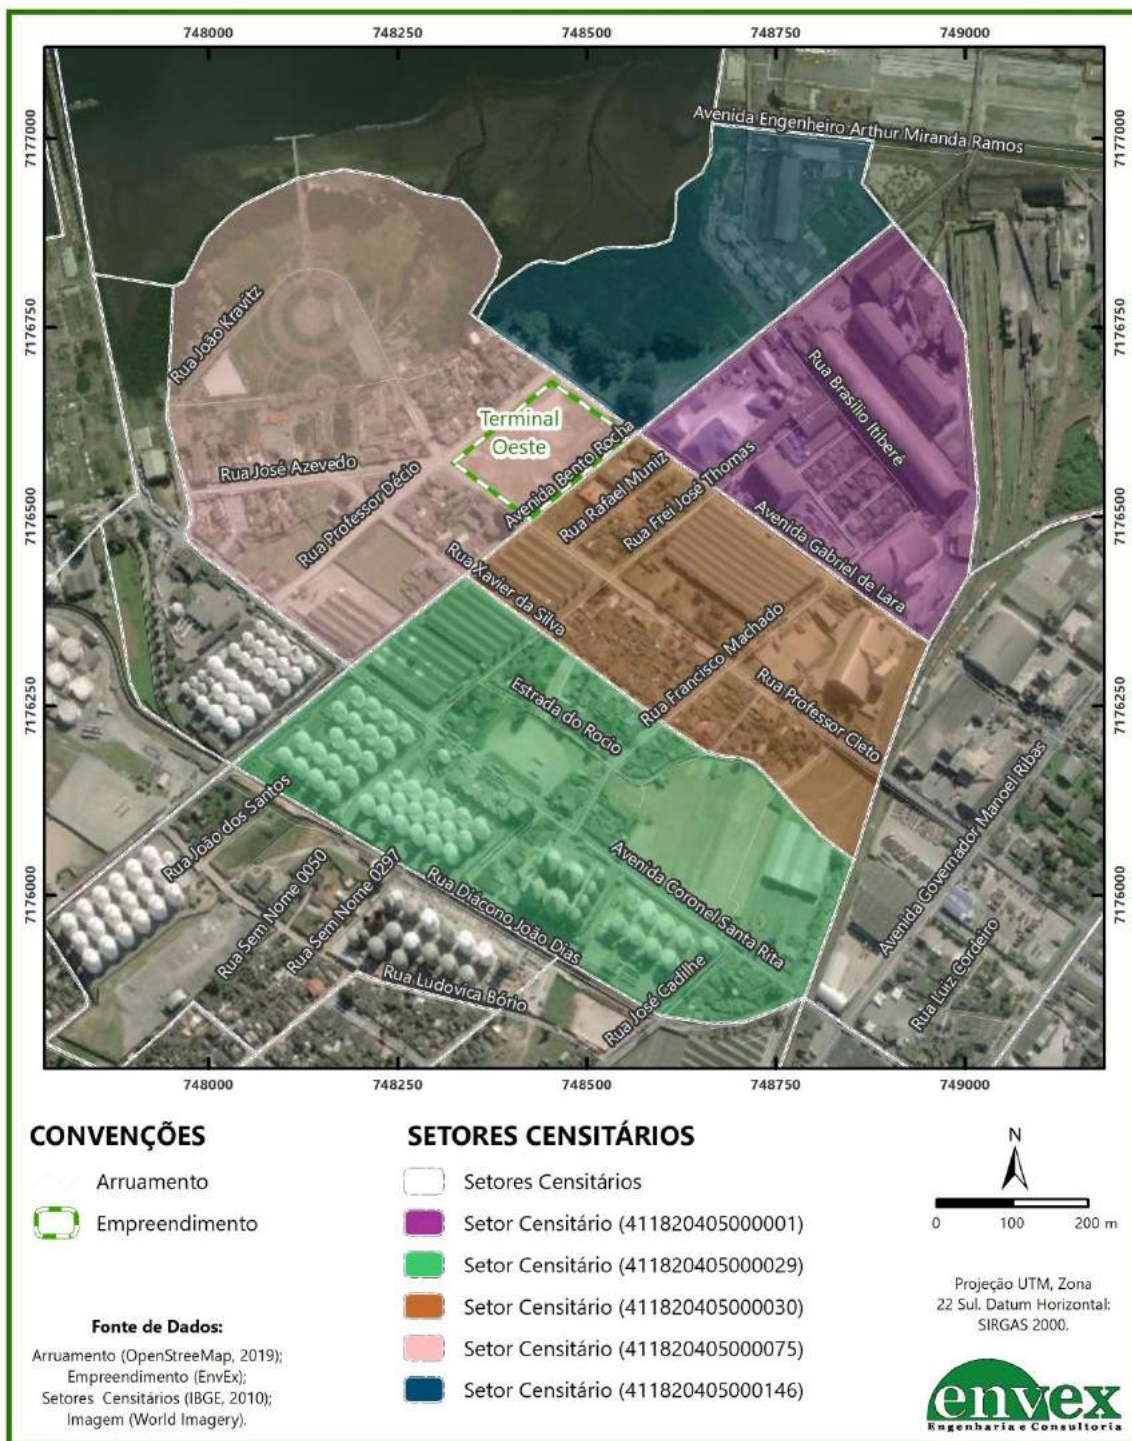 748000 748250 748500 748750 749000
7177000
7177000
Avenida Engenheiro Arthur Miranda Ramos
Rua João Kravitz
7176750
7176750
Rua Brasílio Itiberé
Terminal
Oeste
Avenida Bento Rocha
Rua Rafael Muniz
Rua Frei José Thomas
Rua José Azevedo
Rua Professor Décio
7176500
7176500
Avenida Gabriel de Lara
Rua Xavier da Silva
Rua Francisco Machado
Estrada do Rocio
Rua Professor Cleto
7176250
7176250
Rua João dos Santos
Avenida Governador Manoel Ribas
Rua Sem Nome 0050
Rua Sem Nome 0297
Rua Diácono João Dias
Avenida Coronel Santa Rita
7176000
7176000
Rua Ludovica Bório
Rua José Cadilhe
Rua Luiz Cordeiro
748000 748250 748500 748750 749000
CONVENÇÕES
Arruamento
Empreendimento
Fonte de Dados:
Arruamento (OpenStreeMap, 2019);
Empreendimento (EnvEx);
Setores Censitários (IBGE, 2010);
Imagem (World Imagery).
SETORES CENSITÁRIOS
Setores Censitários
Setor Censitário (411820405000001)
Setor Censitário (411820405000029)
Setor Censitário (411820405000030)
Setor Censitário (411820405000075)
Setor Censitário (411820405000146)
N
0 100 200 m
Projeção UTM, Zona
22 Sul. Datum Horizontal:
SIRGAS 2000.
envex
Engenharia e Consultoria